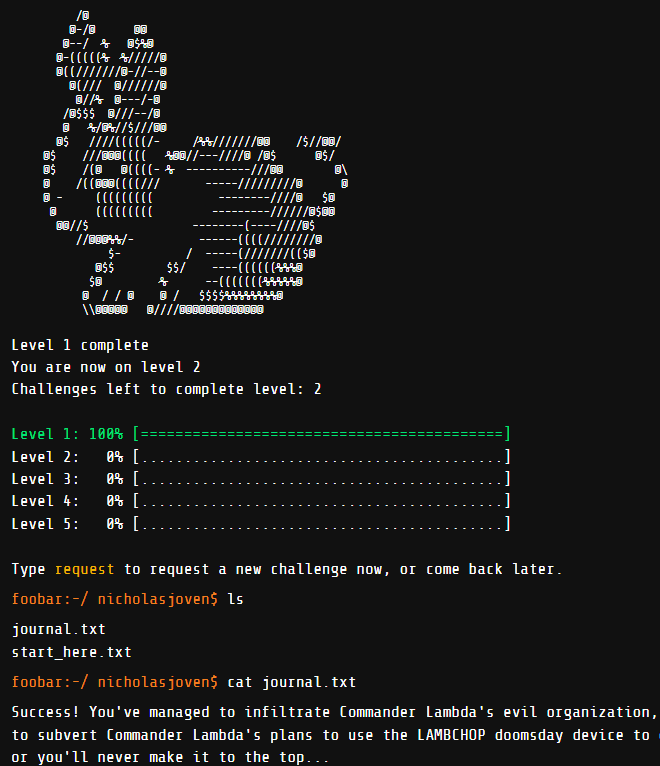 Level 1 complete
You are now on level 2
Challenges left to complete level: 2
Level 1: 100% [==========================================]
Level 2:   0% [..........................................]
Level 3:   0% [..........................................]
Level 4:   0% [..........................................]
Level 5:   0% [..........................................]
Type request to request a new challenge now, or come back later.
foobar:~/ nicholasjoven$ ls
journal.txt
start_here.txt
foobar:~/ nicholasjoven$ cat journal.txt
Success! You've managed to infiltrate Commander Lambda's evil organization,
to subvert Commander Lambda's plans to use the LAMBCHOP doomsday device to
or you'll never make it to the top...